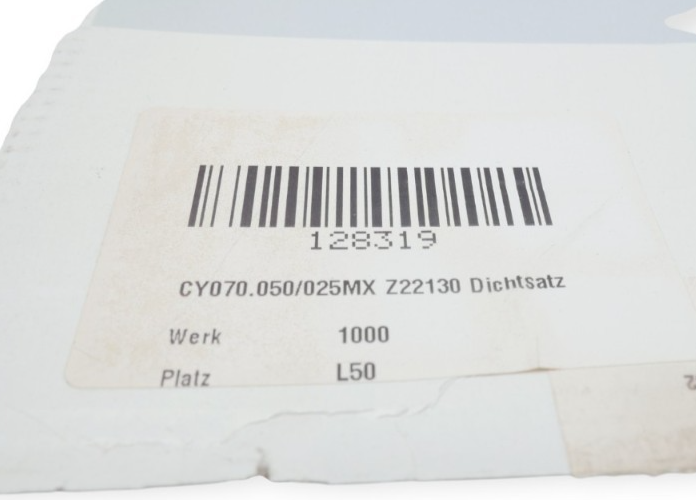 128319
CY070.050/025MX Z22130 Dichtsatz
Werk 1000
Platz L50